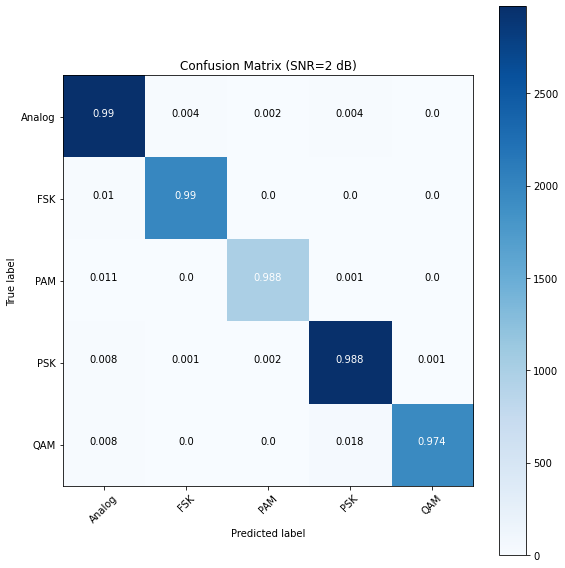 Confusion Matrix (SNR=2 dB)
Analog 0.99 0.004 0.002 0.004 0.0
FSK 0.01 0.99 0.0 0.0 0.0
PAM 0.011 0.0 0.988 0.001 0.0
PSK 0.008 0.001 0.002 0.988 0.001
QAM 0.008 0.0 0.0 0.018 0.974
True label
Analog FSK PAM PSK QAM
Predicted label
2500
2000
1500
1000
500
0